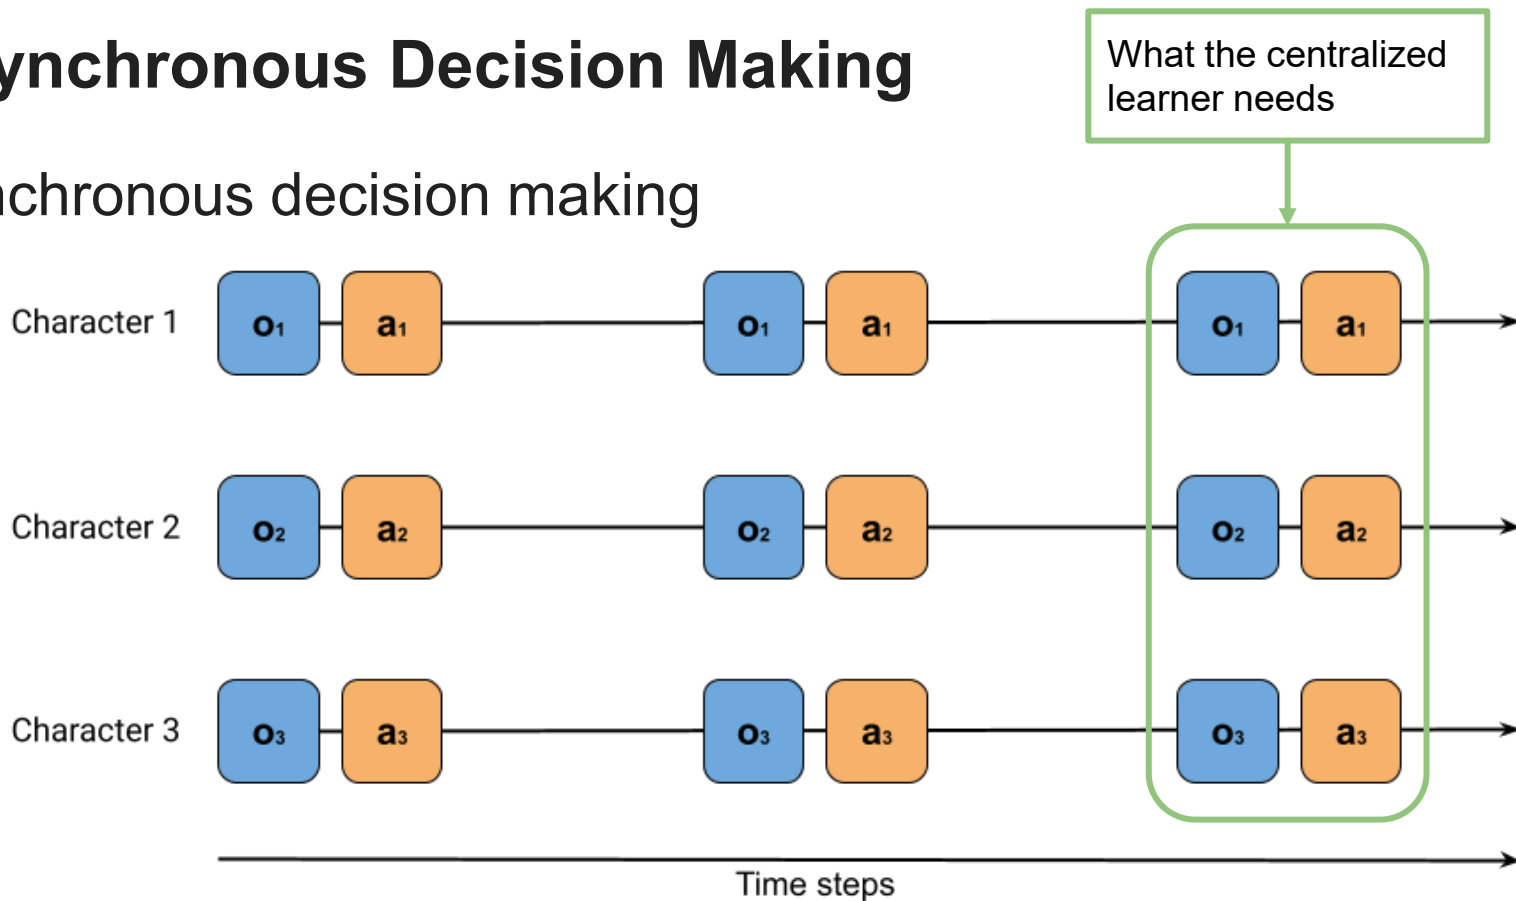 ynchronous Decision Making
What the centralized
learner needs
nchronous decision making
Character 1 o1 a1 o1 a1 o1 a1
Character 2 o2 a2 o2 a2 o2 a2
Character 3 o3 a3 o3 a3 o3 a3
Time steps